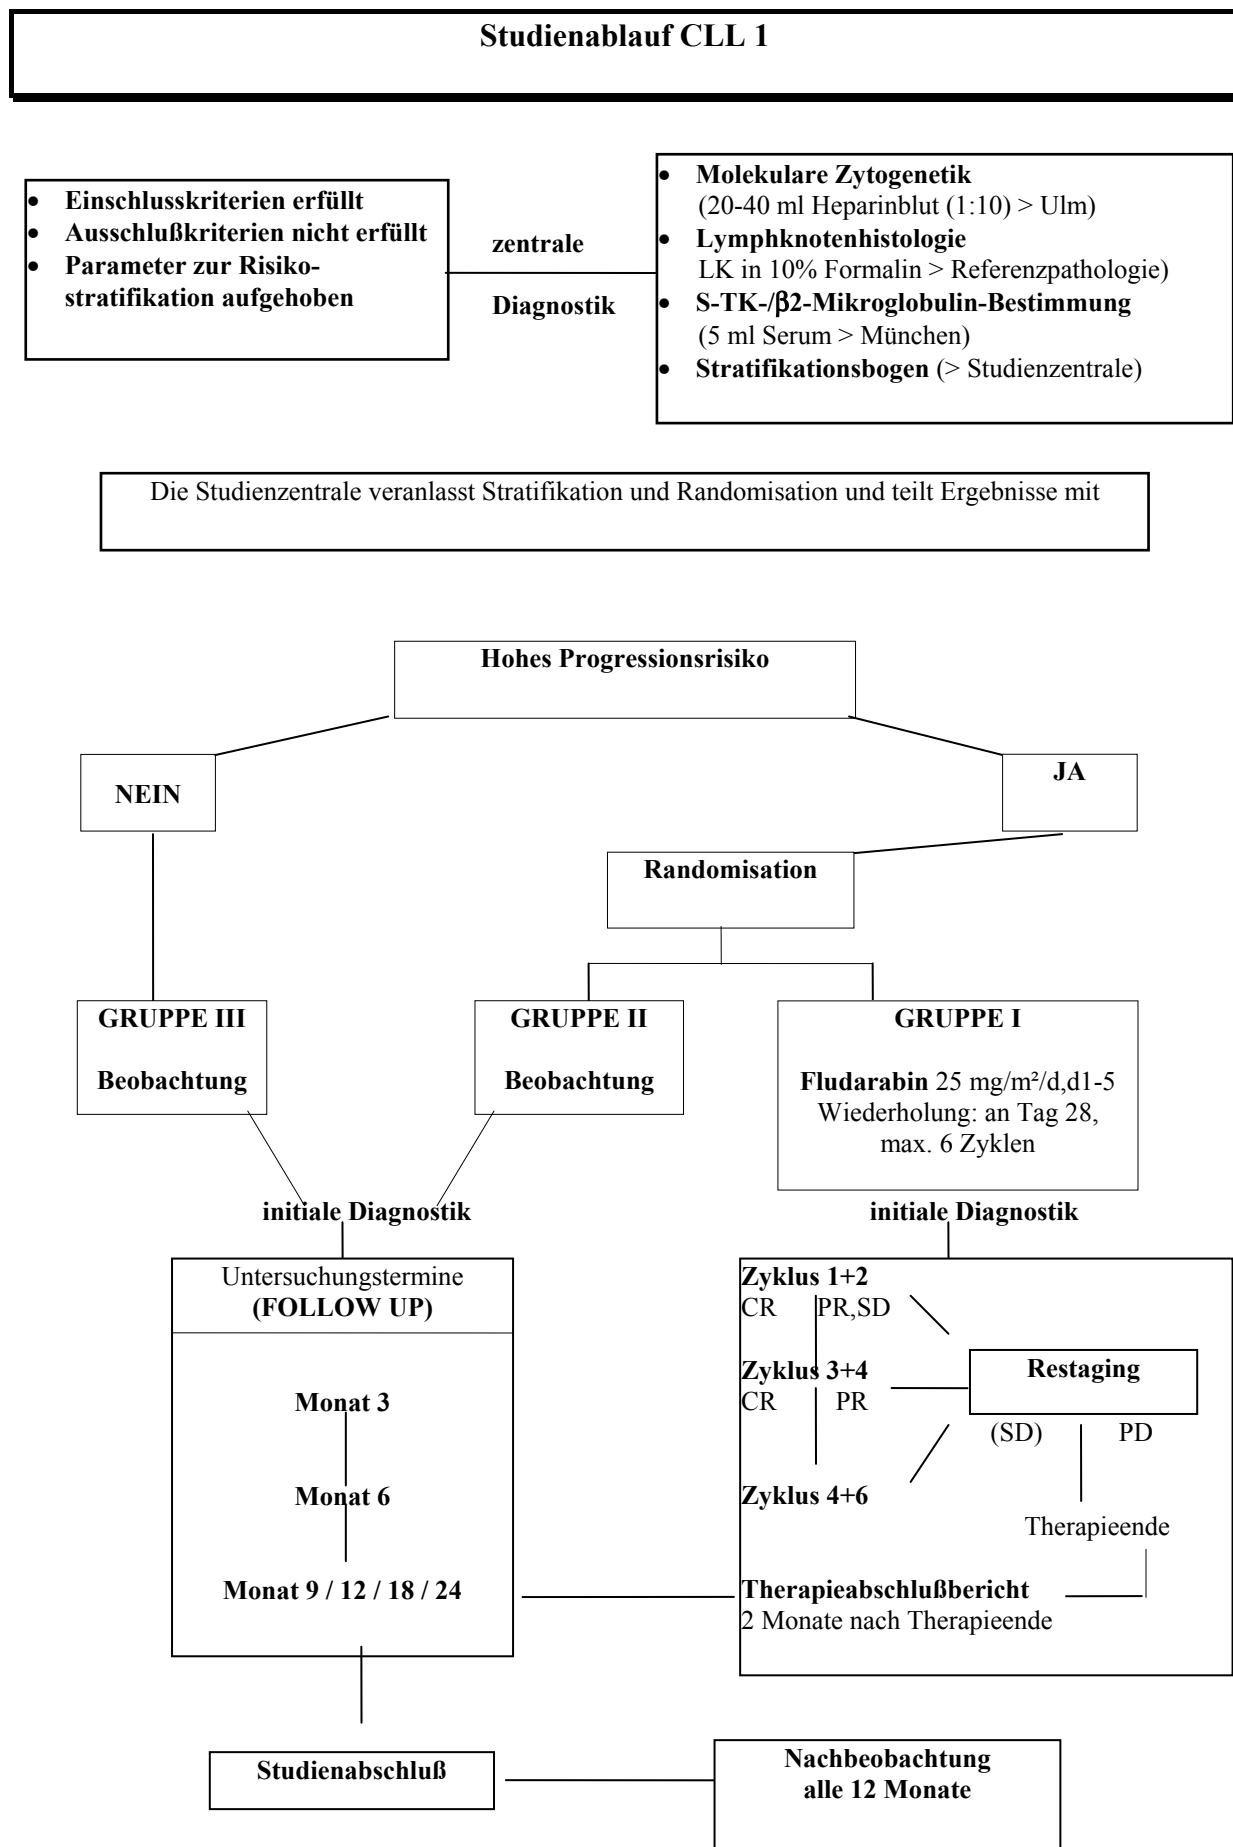 Studienablauf CLL 1
• Einschlusskriterien erfüllt
• Ausschlußkriterien nicht erfüllt
• Parameter zur Risiko-
stratifikation aufgehoben
zentrale
Diagnostik
• Molekulare Zytogenetik
(20-40 ml Heparinblut (1:10) > Ulm)
• Lymphknotenhistologie
LK in 10% Formalin > Referenzpathologie)
• S-TK-/β2-Mikroglobulin-Bestimmung
(5 ml Serum > München)
• Stratifikationsbogen (> Studienzentrale)
Die Studienzentrale veranlasst Stratifikation und Randomisation und teilt Ergebnisse mit
Hohes Progressionsrisiko
NEIN
JA
Randomisation
GRUPPE III
Beobachtung
GRUPPE II
Beobachtung
GRUPPE I
Fludarabin 25 mg/m²/d,d1-5
Wiederholung: an Tag 28,
max. 6 Zyklen
initiale Diagnostik
initiale Diagnostik
Untersuchungstermine
(FOLLOW UP)
Monat 3
Monat 6
Monat 9 / 12 / 18 / 24
Zyklus 1+2
CR PR,SD
Zyklus 3+4
CR PR
Zyklus 4+6
Restaging
(SD) PD
Therapieende
Therapieabschlußbericht
2 Monate nach Therapieende
Studienabschluß
Nachbeobachtung
alle 12 Monate